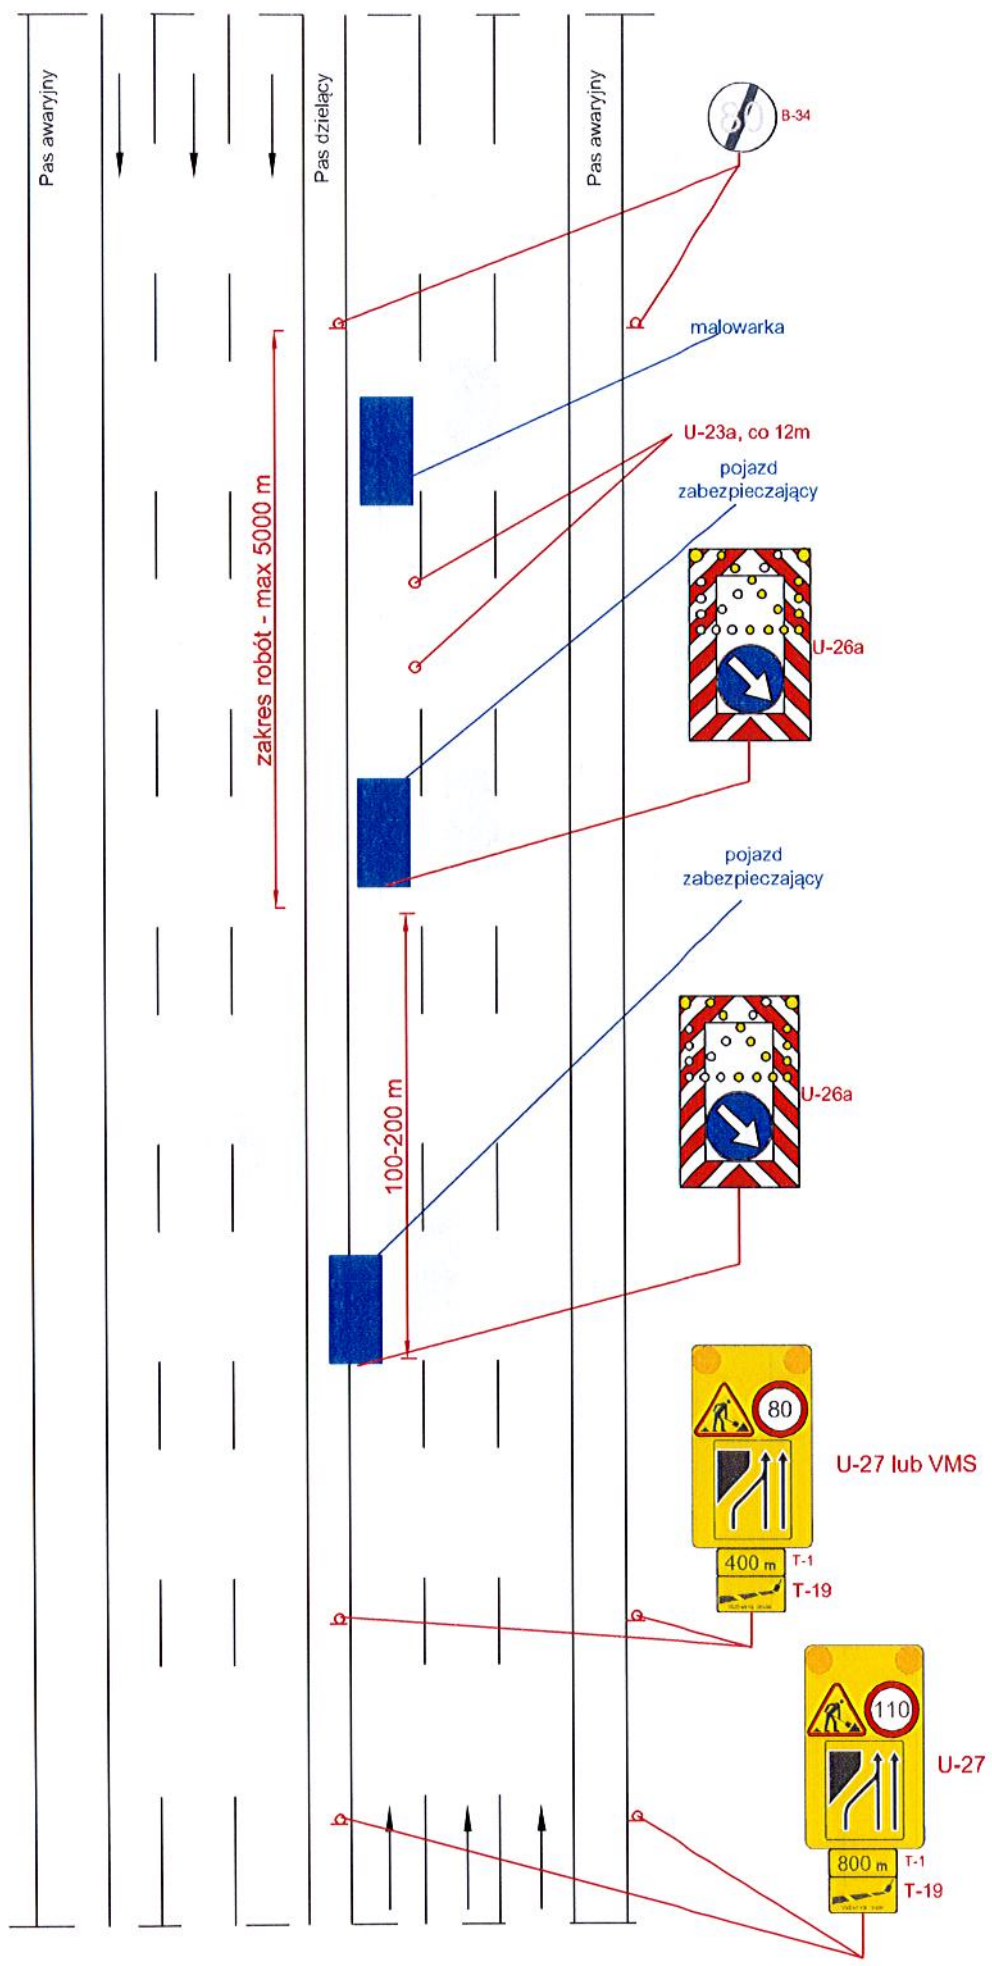 Pas awaryjny
Pas dzielący
Pas awaryjny
80
B-34
malowarka
U-23a, co 12m
pojazd
zabezpieczający
zakres robót - max 5000 m
U-26a
pojazd
zabezpieczający
U-26a
100-200 m
80
U-27 lub VMS
400 m
T-1
T-19
110
U-27
800 m
T-1
T-19